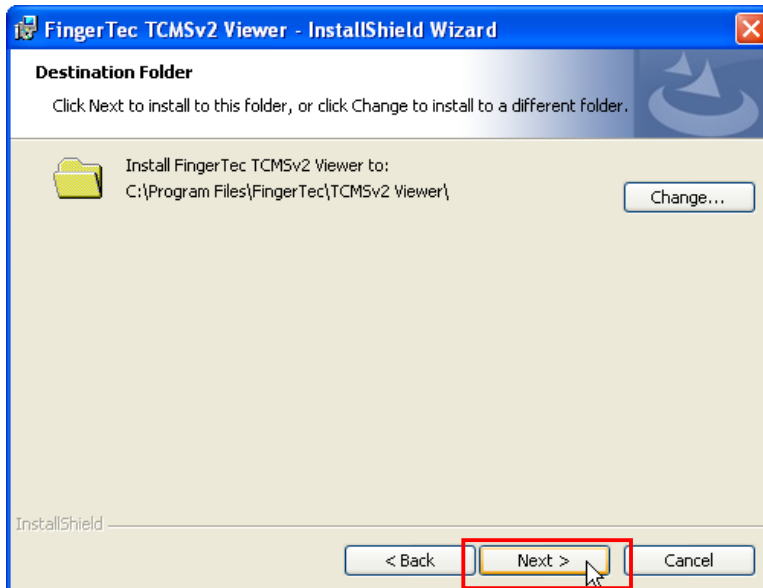 FingerTec TCMSv2 Viewer - InstallShield Wizard
Destination Folder
Click Next to install to this folder, or click Change to install to a different folder.
Install FingerTec TCMSv2 Viewer to:
C:\Program Files\FingerTec\TCMSv2 Viewer\
Change...
InstallShield
< Back
Next >
Cancel